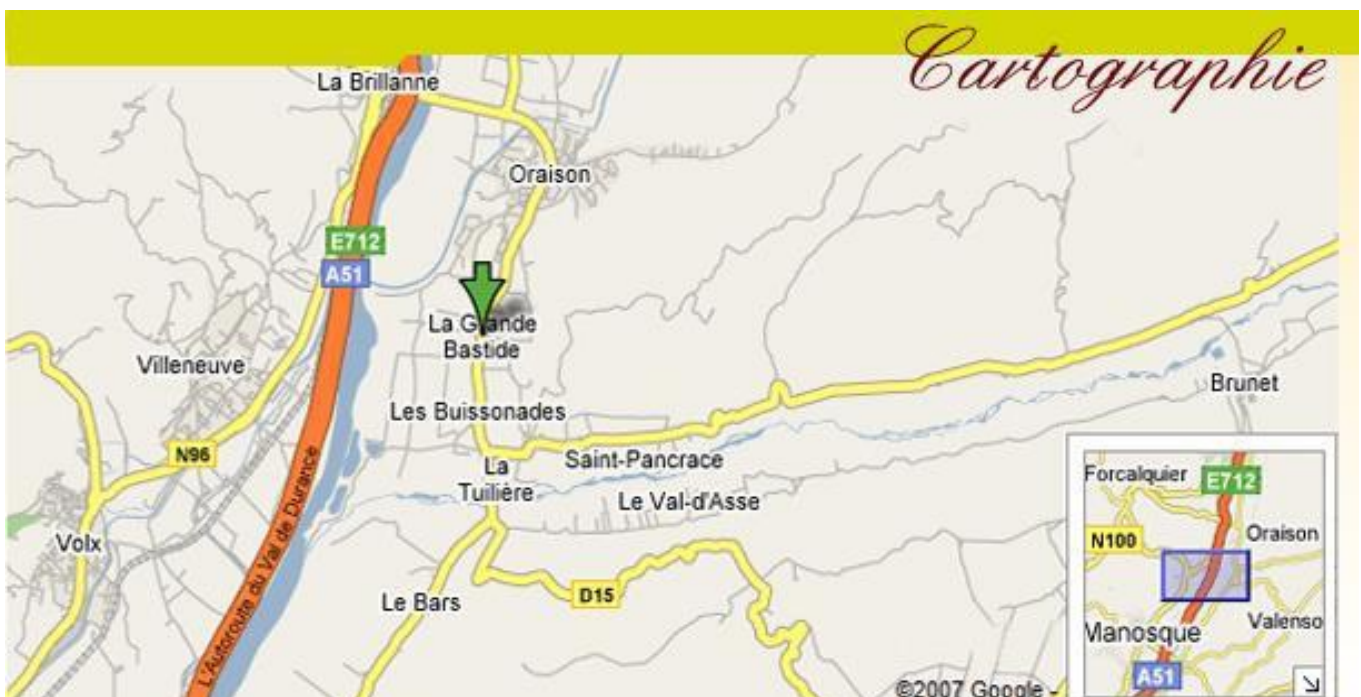 Cartographie
La Brillanne
Oraison
E712
A51
La Grande
Bastide
Villeneuve
Brunet
Les Buissonades
N96
Saint-Pancrace
La
Tuilière
Le Val-d'Asse
Volx
L'Autoroute du Val de Durance
Le Bars
D15
©2007 Google -
Forcalquier
E712
N100
Oraison
Valenso
Manosque
A51